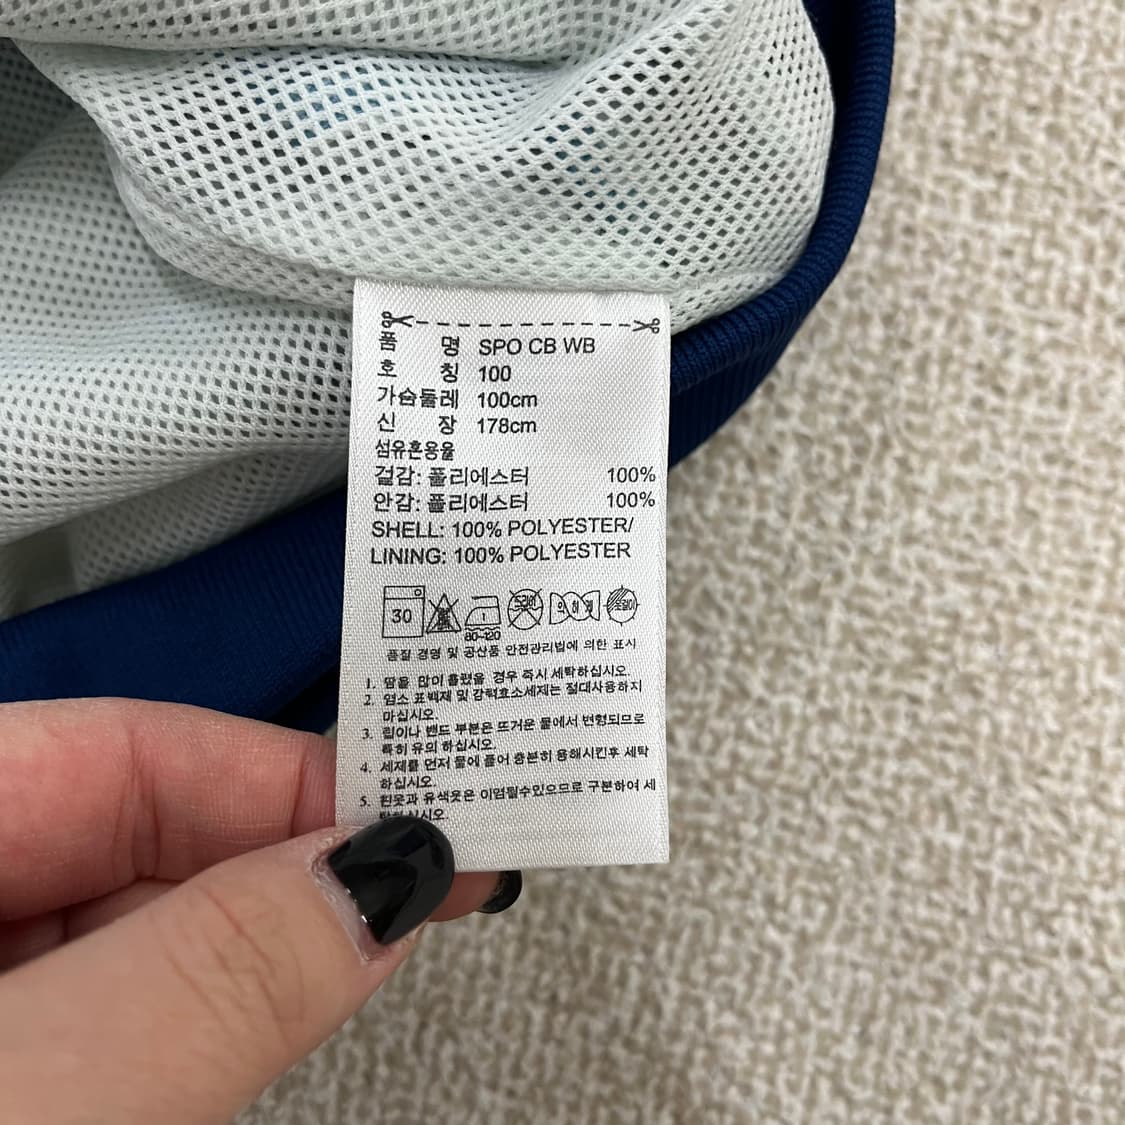 품 명 SPO CB WB
호 칭 100
가슴둘레 100cm
신 장 178cm
섬유혼용율
겉감: 폴리에스터 100%
안감: 폴리에스터 100%
SHELL: 100% POLYESTER/
LINING: 100% POLYESTER
30 80~120
품질 경영 및 공산품 안전관리법에 의한 표시
1. 땀을 많이 흘렸을 경우 즉시 세탁하십시오.
2. 염소 표백제 및 강력효소세제는 절대사용하지
마십시오.
3. 립이나 밴드 부분은 뜨거운 물에서 변형되므로
특히 유의 하십시오.
4. 세제를 먼저 물에 풀어 충분히 용해시킨후 세탁
하십시오.
5. 흰옷과 유색옷은 이염될수있으므로 구분하여 세